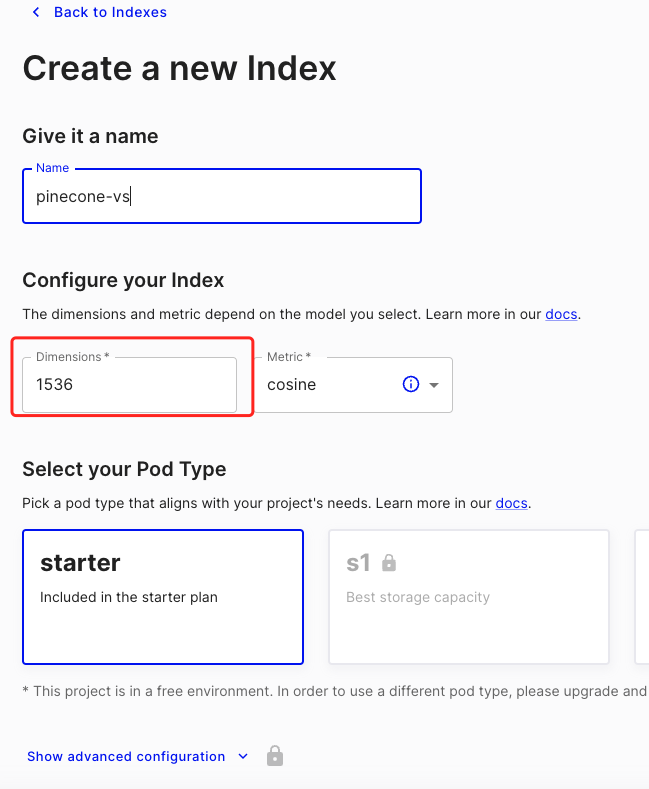 Back to Indexes
Create a new Index
Give it a name
Name
pinecone-vs
Configure your Index
The dimensions and metric depend on the model you select. Learn more in our docs.
Dimensions *
Metric *
1536
cosine
Select your Pod Type
Pick a pod type that aligns with your project's needs. Learn more in our docs.
starter
s1
Included in the starter plan
Best storage capacity
* This project is in a free environment. In order to use a different pod type, please upgrade and
Show advanced configuration